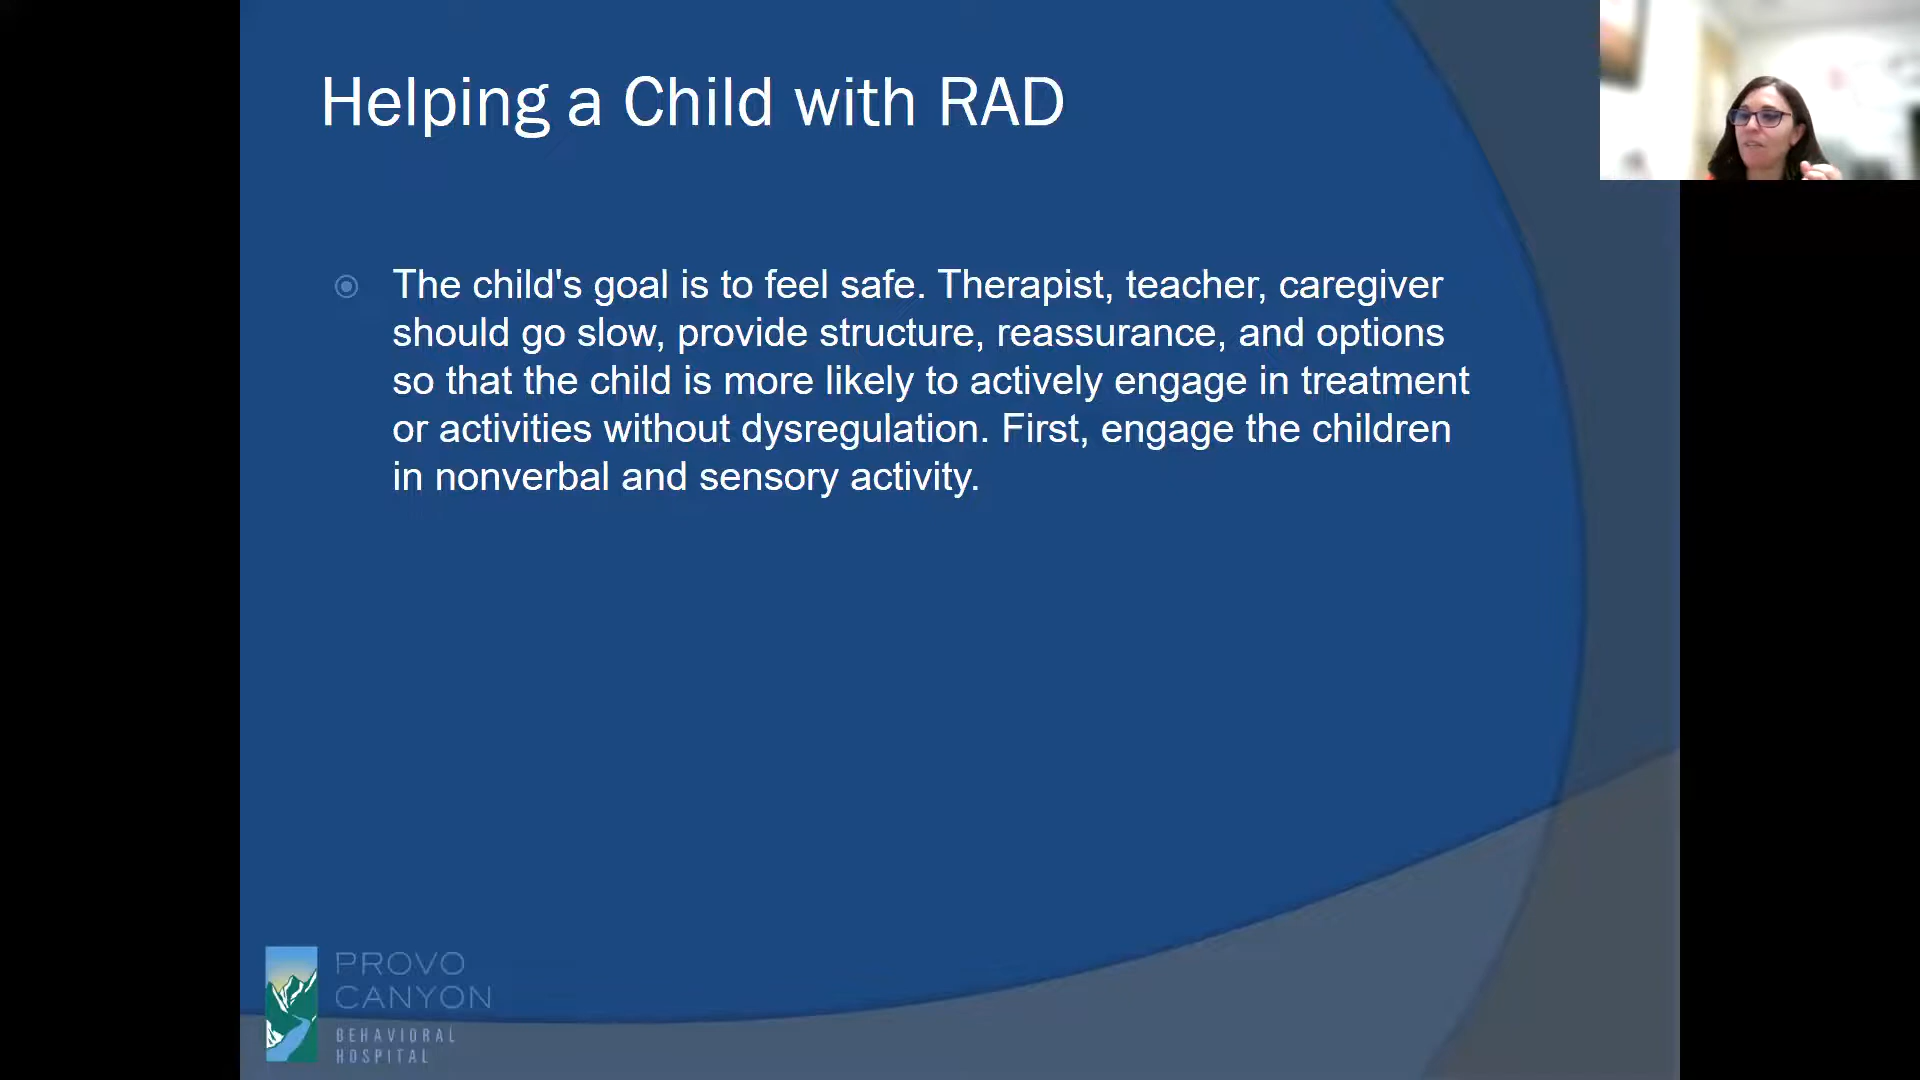 Helping a Child with RAD
The child's goal is to feel safe. Therapist, teacher, caregiver
should go slow, provide structure, reassurance, and options
so that the child is more likely to actively engage in treatment
or activities without dysregulation. First, engage the children
in nonverbal and sensory activity.
PROVO
CANYON
BEHAVIORAL
HOSPITAL